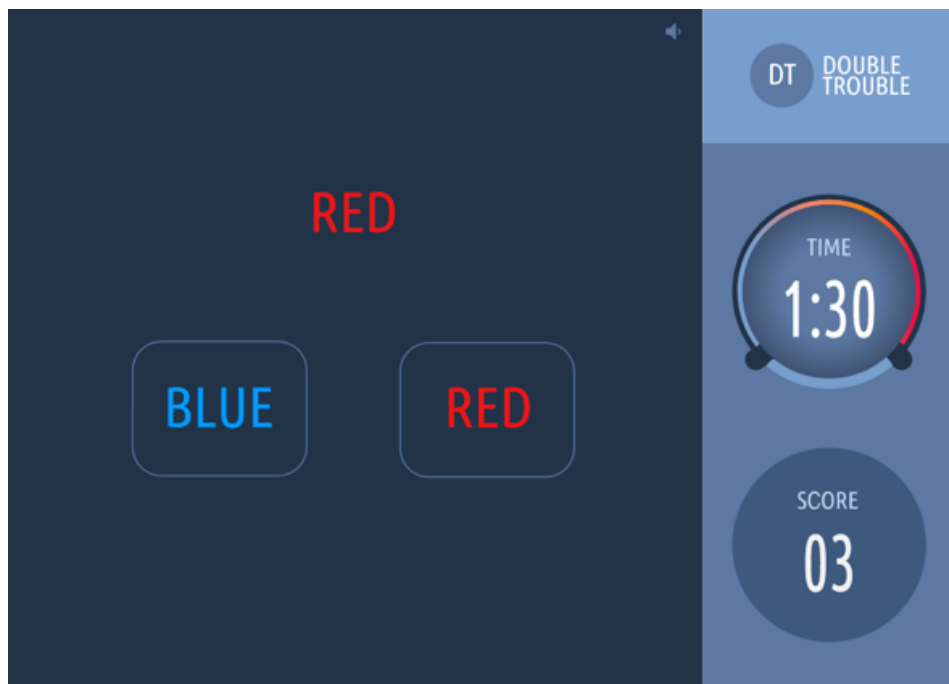 RED
BLUE RED
DT DOUBLE
TROUBLE
TIME
1:30
SCORE
03